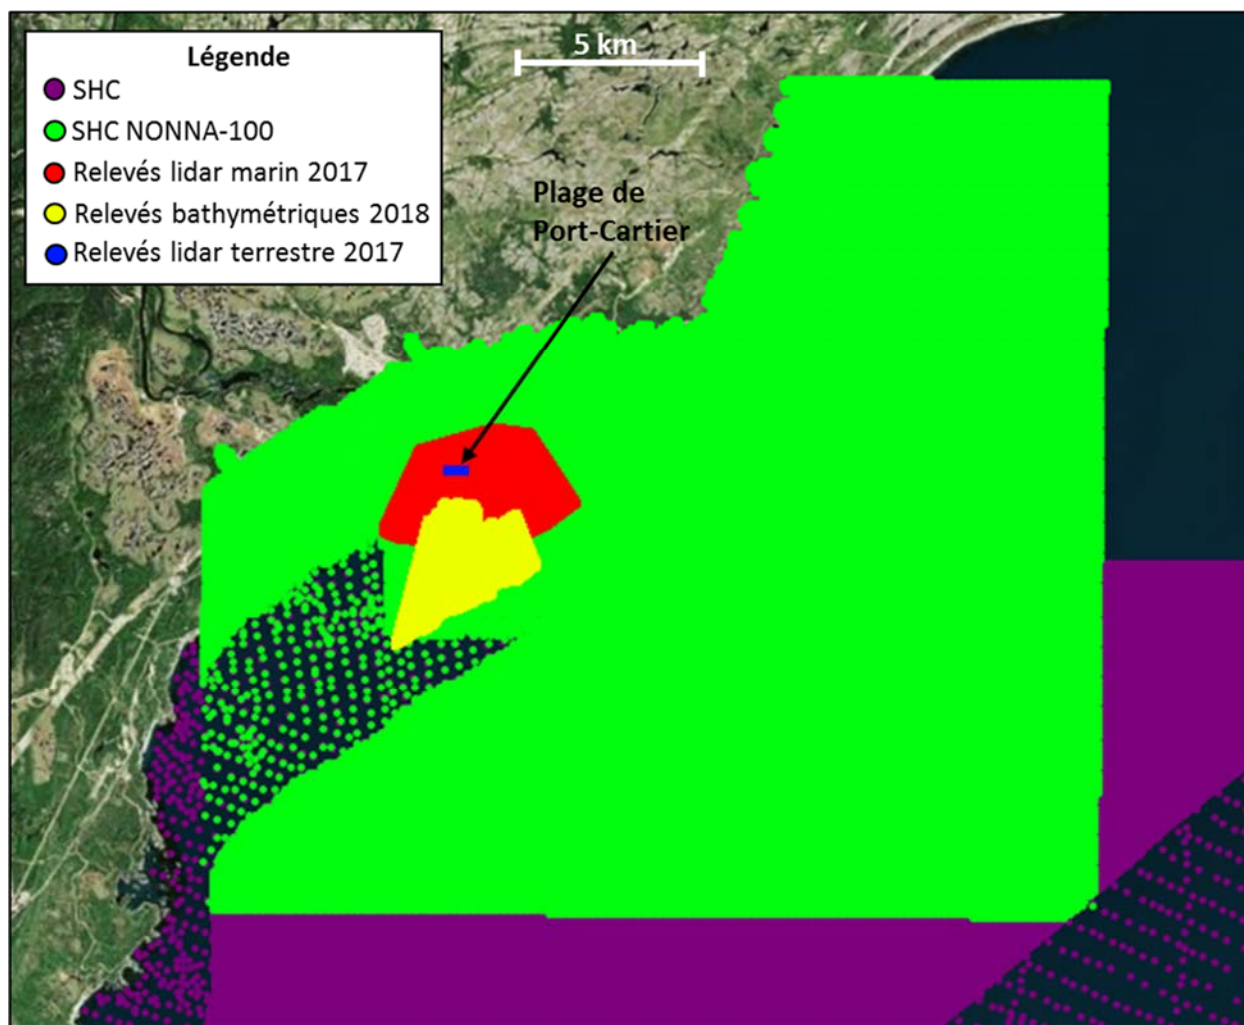 Légende
SHC
SHC NONNA-100
Relevés lidar marin 2017
Relevés bathymétriques 2018
Relevés lidar terrestre 2017
5 km
Plage de
Port-Cartier